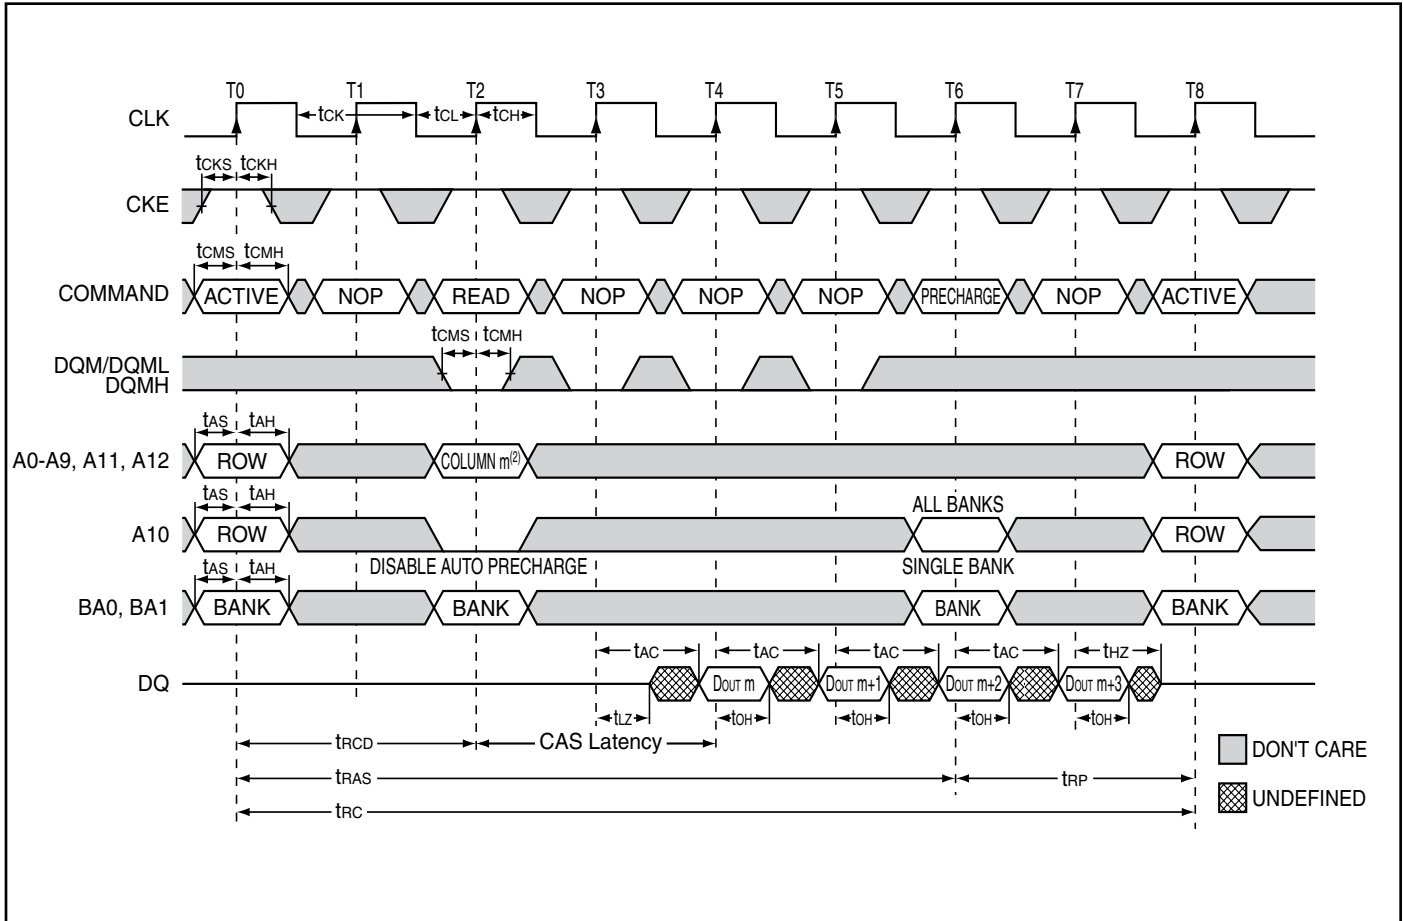 T0 T1 T2 T3 T4 T5 T6 T7 T8
CLK tCK tCL tCH
tCKS tCKH
CKE
tCMS tCMH
COMMAND ACTIVE NOP READ NOP NOP NOP PRECHARGE NOP ACTIVE
tCMS tCMH
DQM/DQML
DQMH
tAS tAH
A0-A9, A11, A12 ROW COLUMN m(2) ROW
tAS tAH ALL BANKS
A10 ROW ROW
DISABLE AUTO PRECHARGE SINGLE BANK
tAS tAH
BA0, BA1 BANK BANK BANK BANK
tAC tAC tAC tAC tHZ
DQ DOUT m DOUT m+1 DOUT m+2 DOUT m+3
tLZ tOH tOH tOH tOH
tRCD CAS Latency
DON'T CARE
tRAS tRP
UNDEFINED
tRC